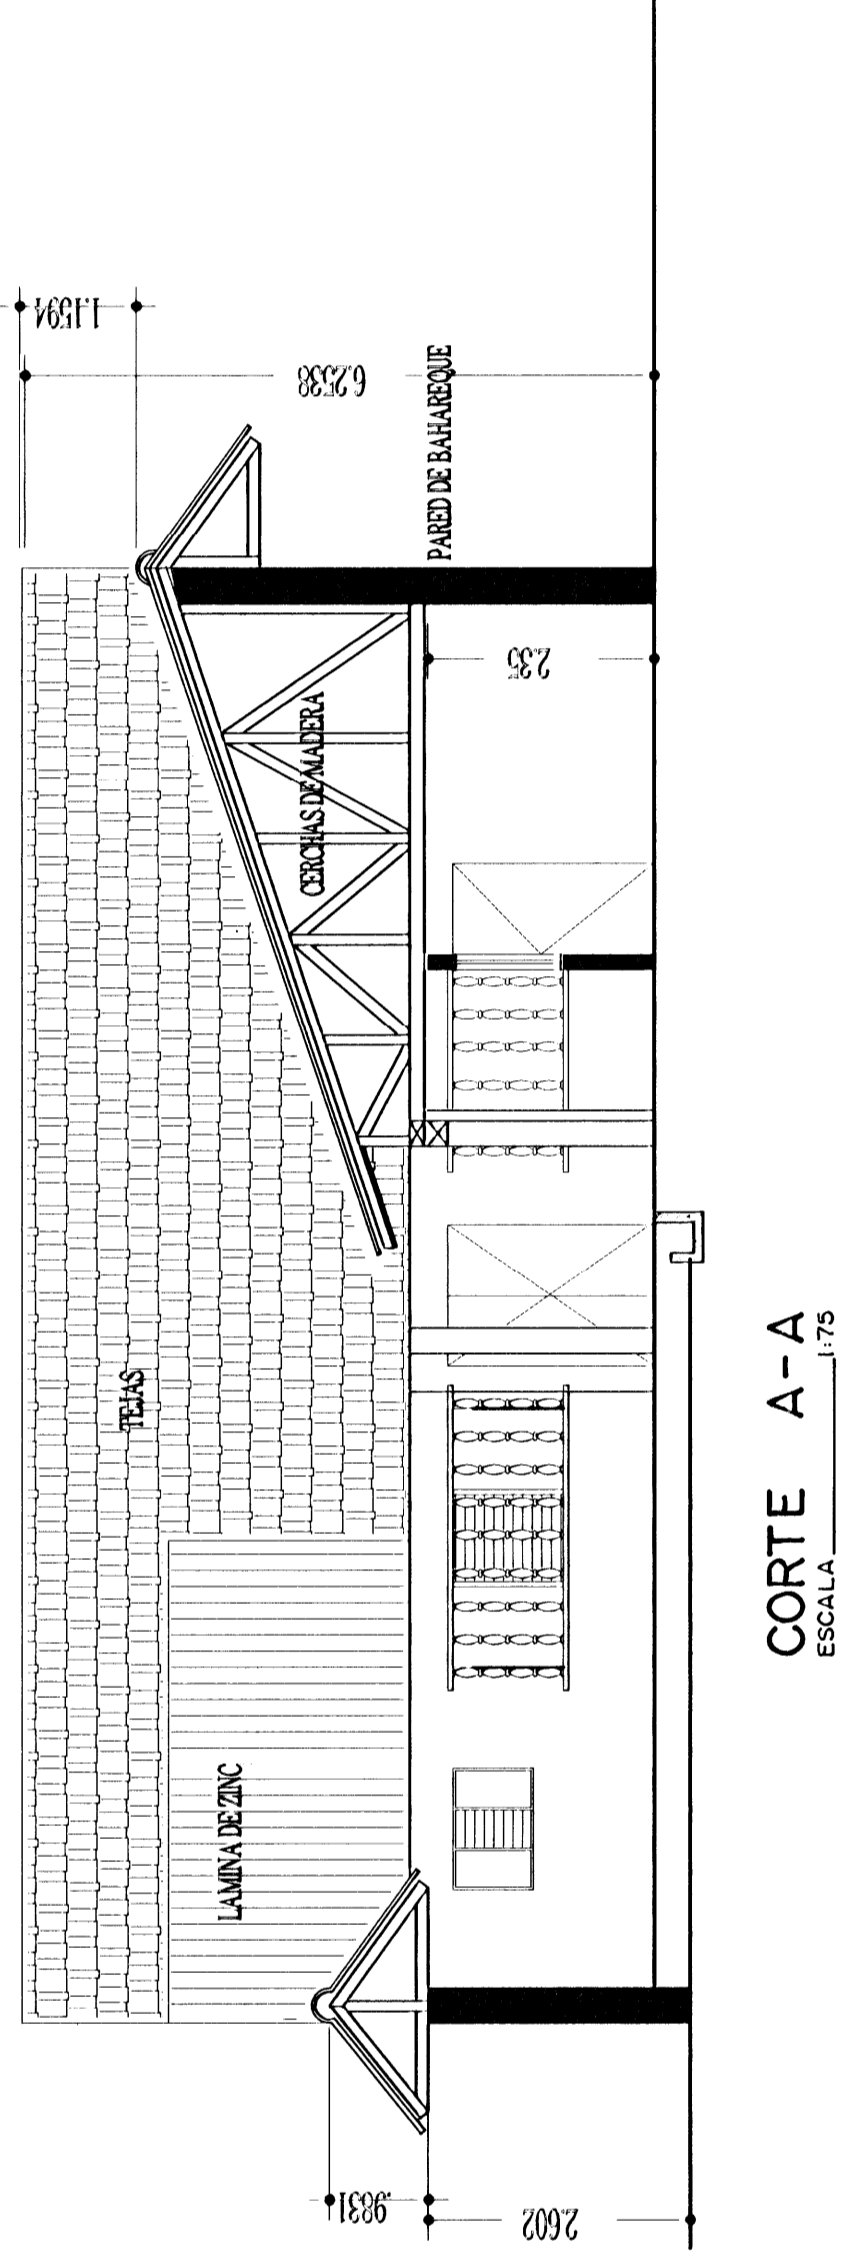 1.1594
6.2538
PARED DE BAHAREQUE
2.35
CERCHAS DE MADERA
TEJAS
LAMINA DE ZINC
.9831
2.602
CORTE A-A
ESCALA 1:75